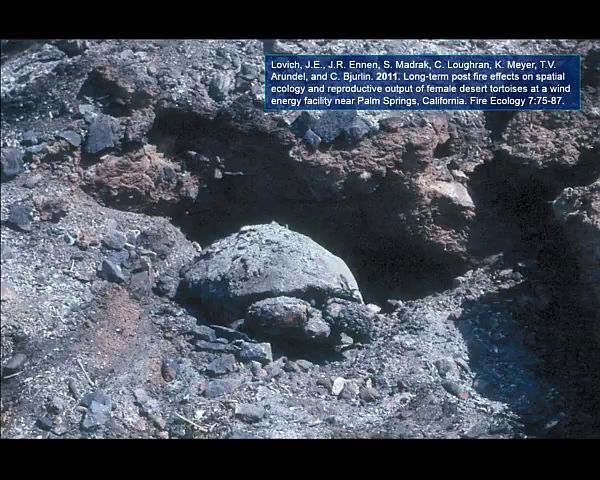 Lovich, J.E., J.R. Ennen, S. Madrak, C. Loughran, K. Meyer, T.V.
Arundel, and C. Bjurlin. 2011. Long-term post fire effects on spatial
ecology and reproductive output of female desert tortoises at a wind
energy facility near Palm Springs, California. Fire Ecology 7:75-87.